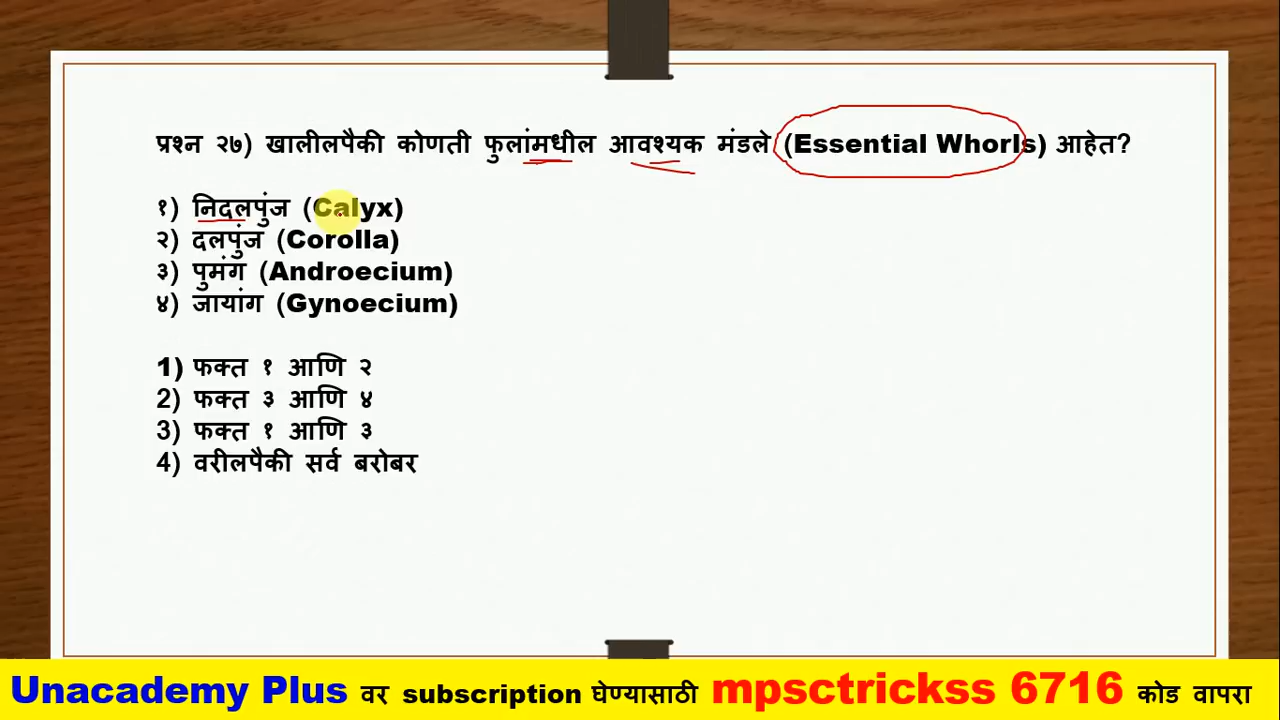 प्रश्न २७) खालीलपैकी कोणती फुलांमधील आवश्यक मंडले (Essential Whorls) आहेत?
१) निदलपुंज (Calyx)
२) दलपुंज (Corolla)
३) पुमंग (Androecium)
४) जायांग (Gynoecium)
1) फक्त १ आणि २
2) फक्त ३ आणि ४
3) फक्त १ आणि ३
4) वरीलपैकी सर्व बरोबर
Unacademy Plus वर subscription घेण्यासाठी mpsctrickss 6716 कोड वापरा